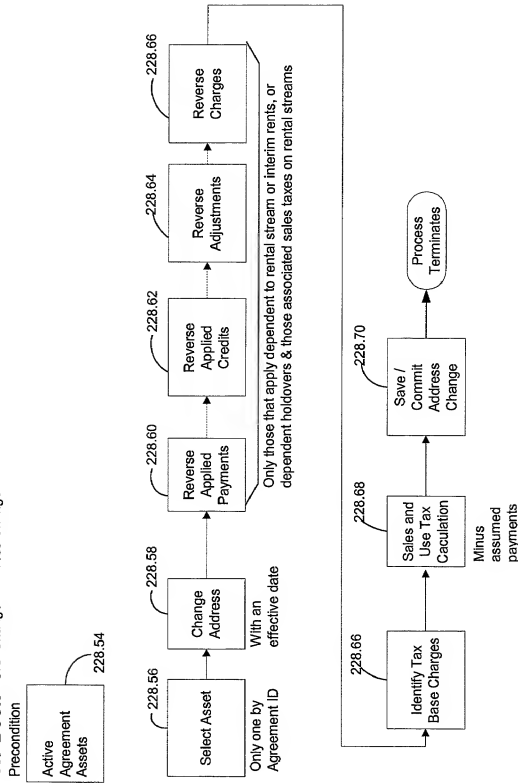 Precondition
Active
Agreement
Assets
228.54
228.56
Select Asset
Only one by
Agreement ID
228.58
Change
Address
With an
effective date
228.60
Reverse
Applied
Payments
228.62
Reverse
Applied
Credits
228.64
Reverse
Adjustments
228.66
Reverse
Charges
Only those that apply dependent to rental stream or interim rents, or
dependent holdovers & those associated sales taxes on rental streams
228.66
Identify Tax
Base Charges
228.68
Sales and
Use Tax
Caculation
Minus
assumed
payments
228.70
Save /
Commit
Address
Change
Process
Terminates